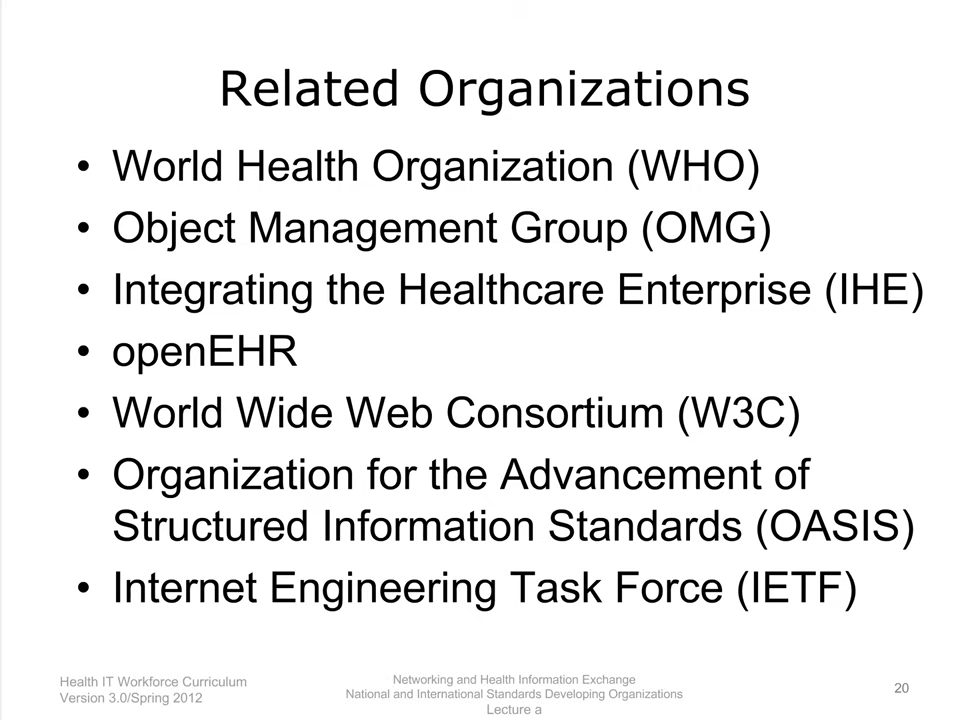 Related Organizations
• World Health Organization (WHO)
• Object Management Group (OMG)
• Integrating the Healthcare Enterprise (IHE)
• openEHR
• World Wide Web Consortium (W3C)
• Organization for the Advancement of
Structured Information Standards (OASIS)
• Internet Engineering Task Force (IETF)
Health IT Workforce Curriculum
Version 3.0/Spring 2012
Networking and Health Information Exchange
National and International Standards Developing Organizations
Lecture a
20